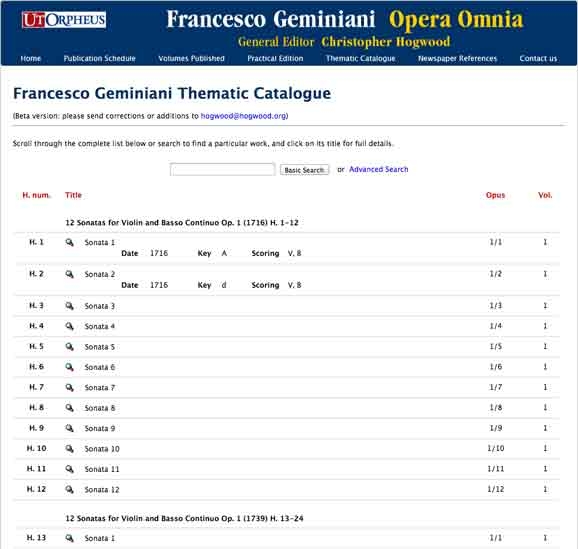 UT ORPHEUS
Francesco Geminiani Opera Omnia
General Editor Christopher Hogwood
Home Publication Schedule Volumes Published Practical Edition Thematic Catalogue Newspaper References Contact us
Francesco Geminiani Thematic Catalogue
(Beta version: please send corrections or additions to hogwood@hogwood.org)
Scroll through the complete list below or search to find a particular work, and click on its title for full details.
Basic Search or Advanced Search
H. num. Title Opus Vol.
12 Sonatas for Violin and Basso Continuo Op. 1 (1716) H. 1-12
H. 1 Sonata 1 1/1 1
Date 1716 Key A Scoring V, B
H. 2 Sonata 2 1/2 1
Date 1716 Key d Scoring V, B
H. 3 Sonata 3 1/3 1
H. 4 Sonata 4 1/4 1
H. 5 Sonata 5 1/5 1
H. 6 Sonata 6 1/6 1
H. 7 Sonata 7 1/7 1
H. 8 Sonata 8 1/8 1
H. 9 Sonata 9 1/9 1
H. 10 Sonata 10 1/10 1
H. 11 Sonata 11 1/11 1
H. 12 Sonata 12 1/12 1
12 Sonatas for Violin and Basso Continuo Op. 1 (1739) H. 13-24
H. 13 Sonata 1 1/1 1